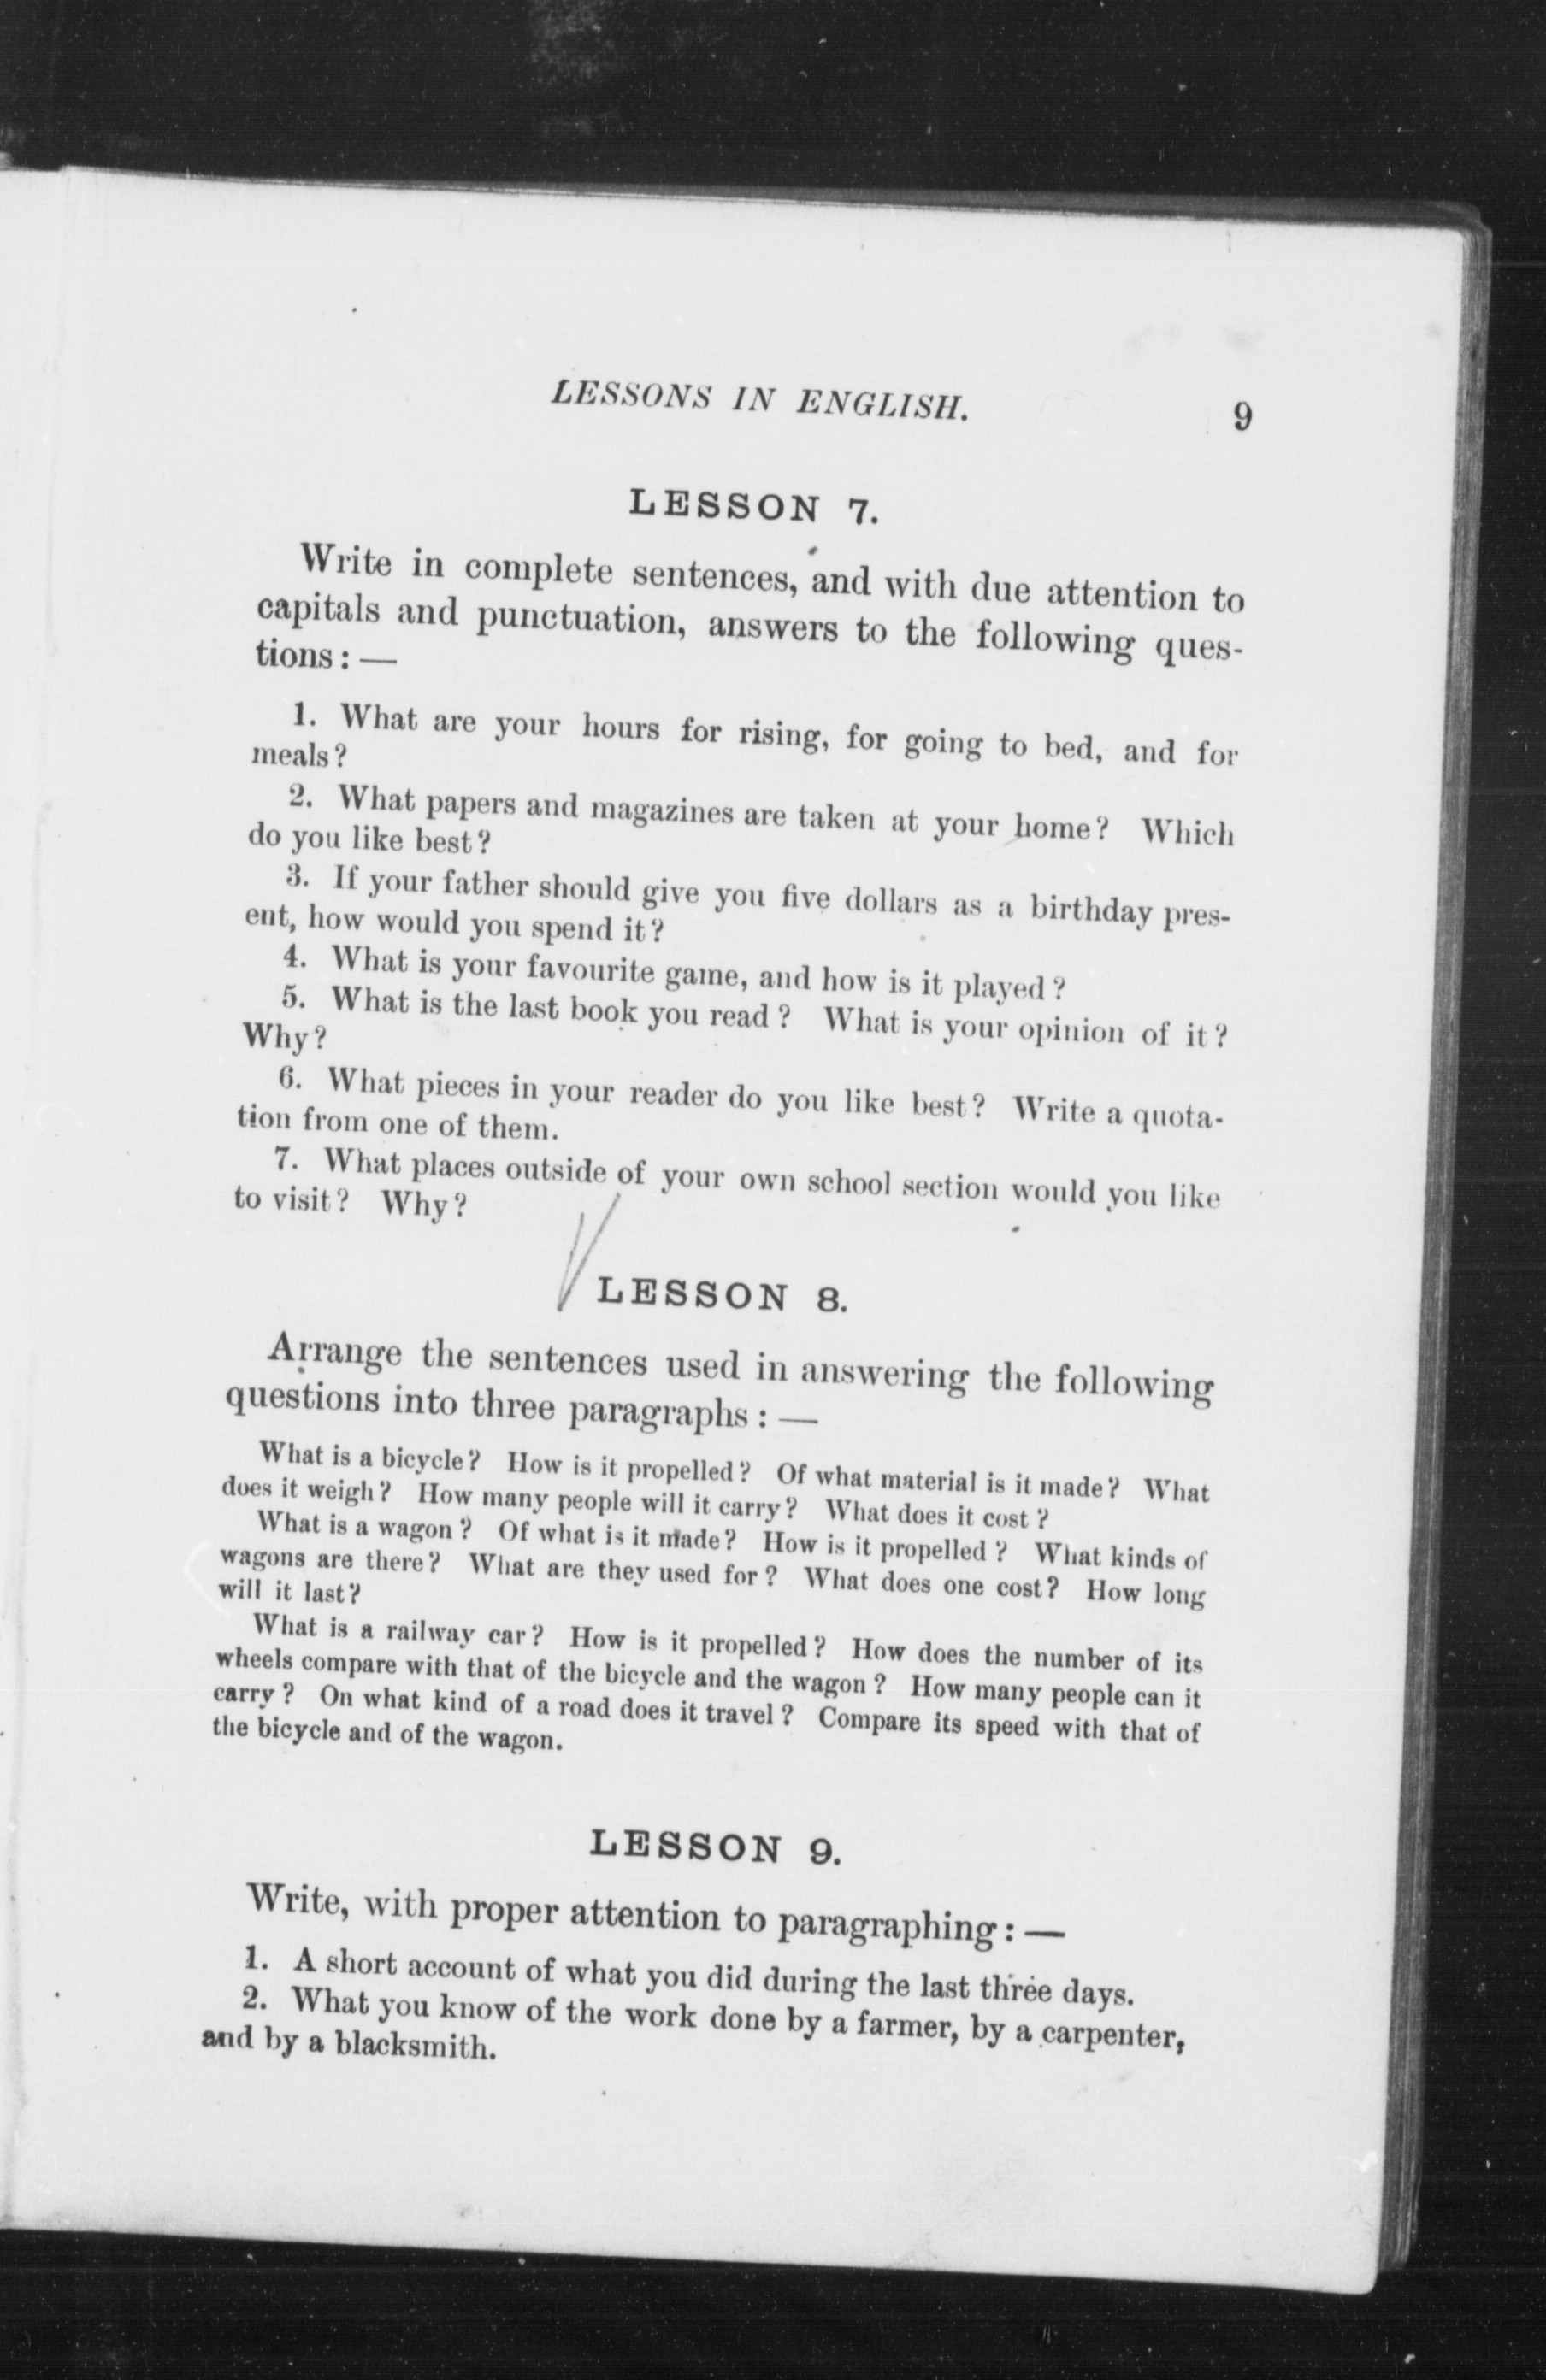 LESSONS IN ENGLISH. 9
LESSON 7.
Write in complete sentences, and with due attention to
capitals and punctuation, answers to the following ques-
tions: —
1. What are your hours for rising, for going to bed, and for
meals?
2. What papers and magazines are taken at your home? Which
do you like best?
3. If your father should give you five dollars as a birthday pres-
ent, how would you spend it?
4. What is your favourite game, and how is it played?
5. What is the last book you read? What is your opinion of it?
Why?
6. What pieces in your reader do you like best? Write a quota-
tion from one of them.
7. What places outside of your own school section would you like
to visit? Why?
LESSON 8.
Arrange the sentences used in answering the following
questions into three paragraphs: —
What is a bicycle? How is it propelled? Of what material is it made? What
does it weigh? How many people will it carry? What does it cost?
What is a wagon? Of what is it made? How is it propelled? What kinds of
wagons are there? What are they used for? What does one cost? How long
will it last?
What is a railway car? How is it propelled? How does the number of its
wheels compare with that of the bicycle and the wagon? How many people can it
carry? On what kind of a road does it travel? Compare its speed with that of
the bicycle and of the wagon.
LESSON 9.
Write, with proper attention to paragraphing: —
1. A short account of what you did during the last three days.
2. What you know of the work done by a farmer, by a carpenter,
and by a blacksmith.